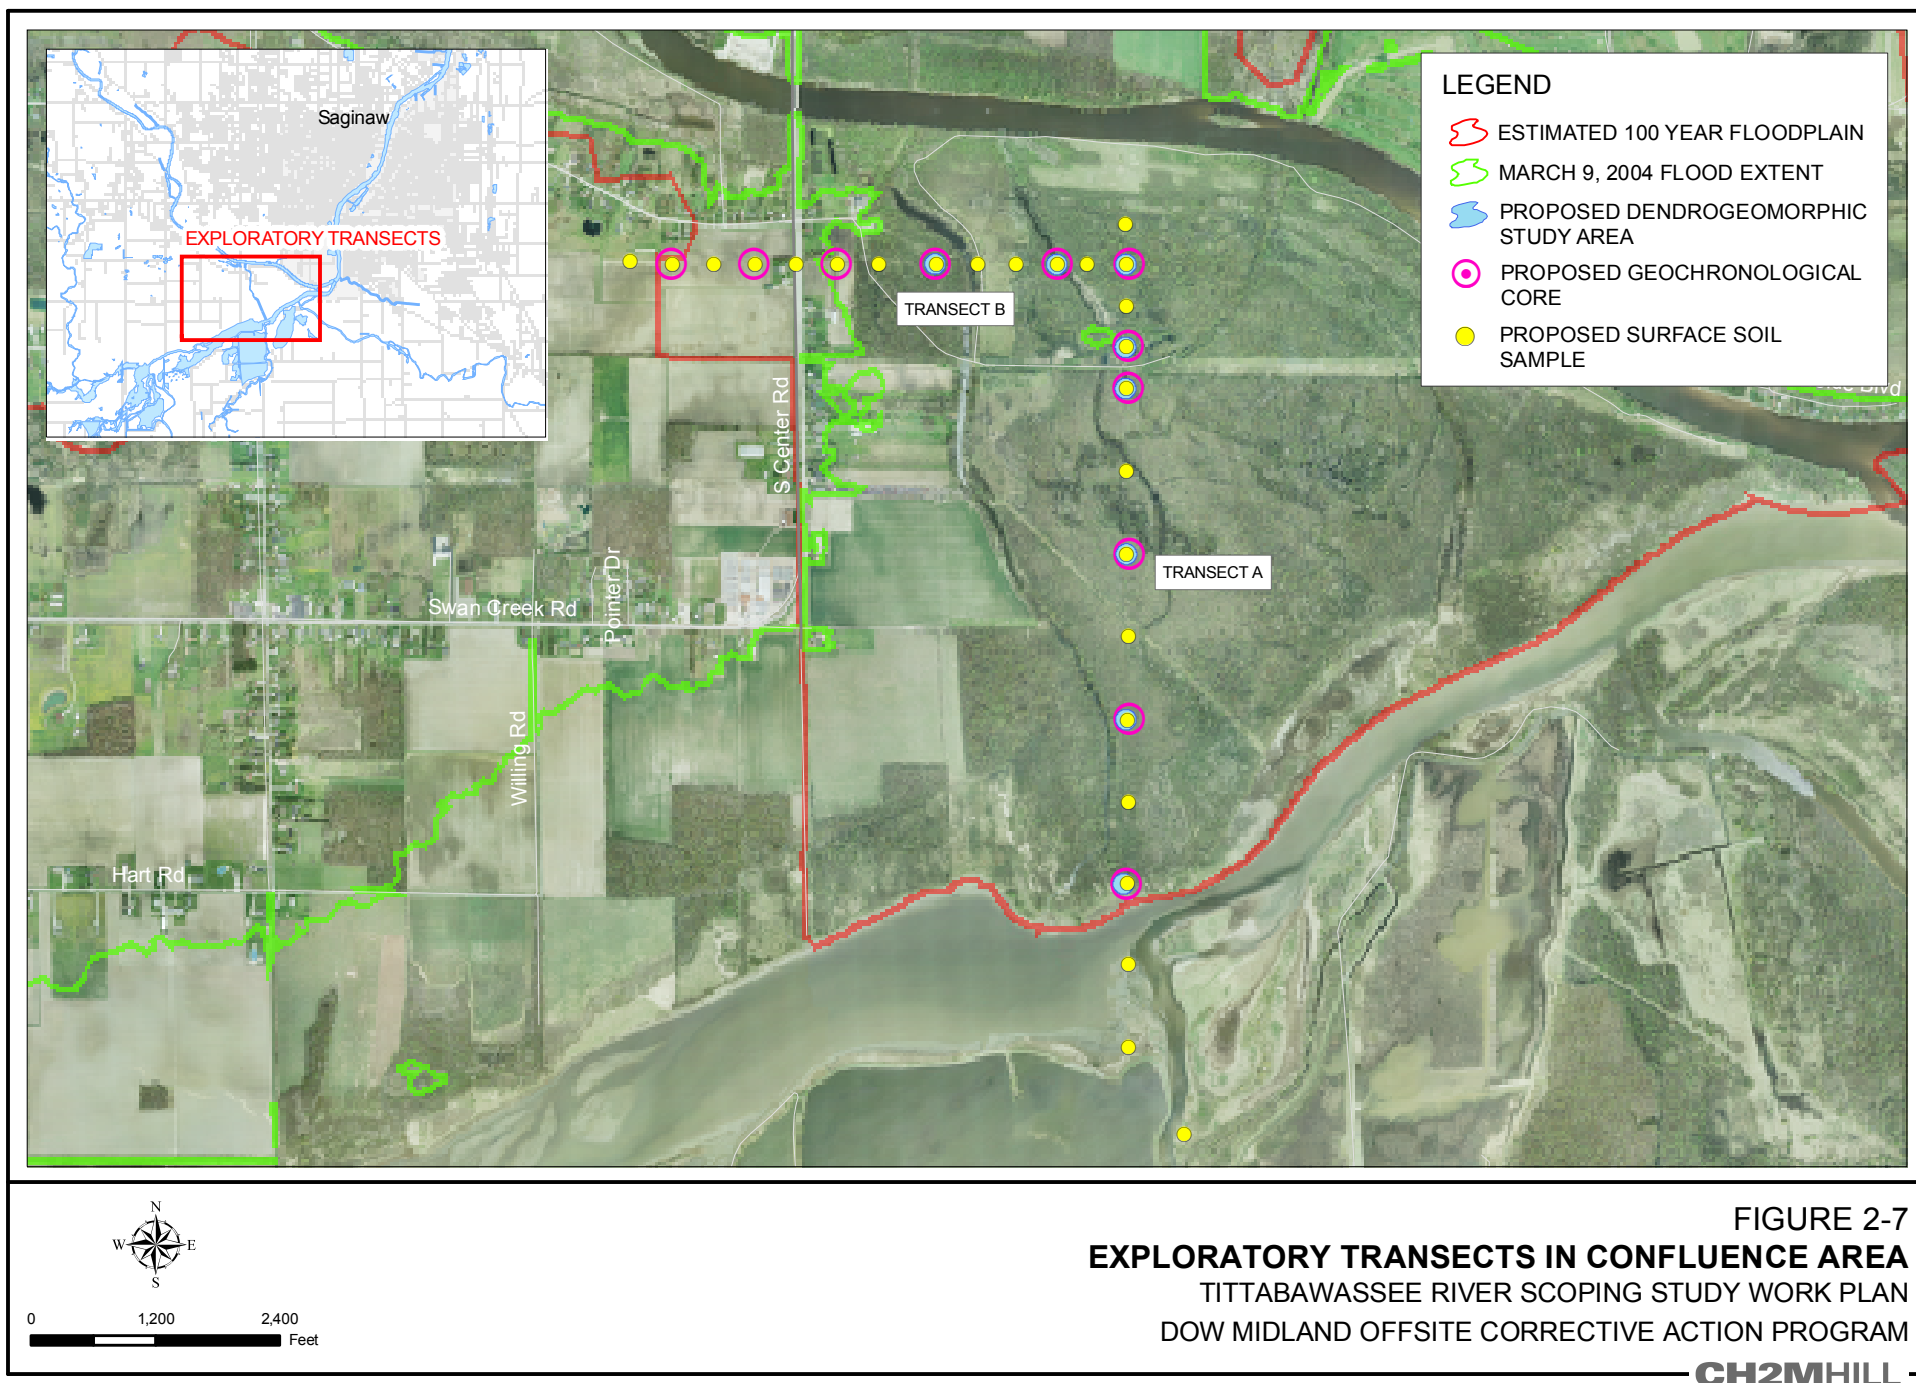 Saginaw
EXPLORATORY TRANSECTS
LEGEND
ESTIMATED 100 YEAR FLOODPLAIN
MARCH 9, 2004 FLOOD EXTENT
PROPOSED DENDROGEOMORPHIC
STUDY AREA
PROPOSED GEOCHRONOLOGICAL
CORE
PROPOSED SURFACE SOIL
SAMPLE
Blvd
TRANSECT B
S Center Rd
TRANSECT A
Swan Creek Rd
Pointer Dr
Willing Rd
Hart Rd
N
W
E
S
0
1,200
2,400
Feet
FIGURE 2-7
EXPLORATORY TRANSECTS IN CONFLUENCE AREA
TITTABAWASSEE RIVER SCOPING STUDY WORK PLAN
DOW MIDLAND OFFSITE CORRECTIVE ACTION PROGRAM
CH2MHILL